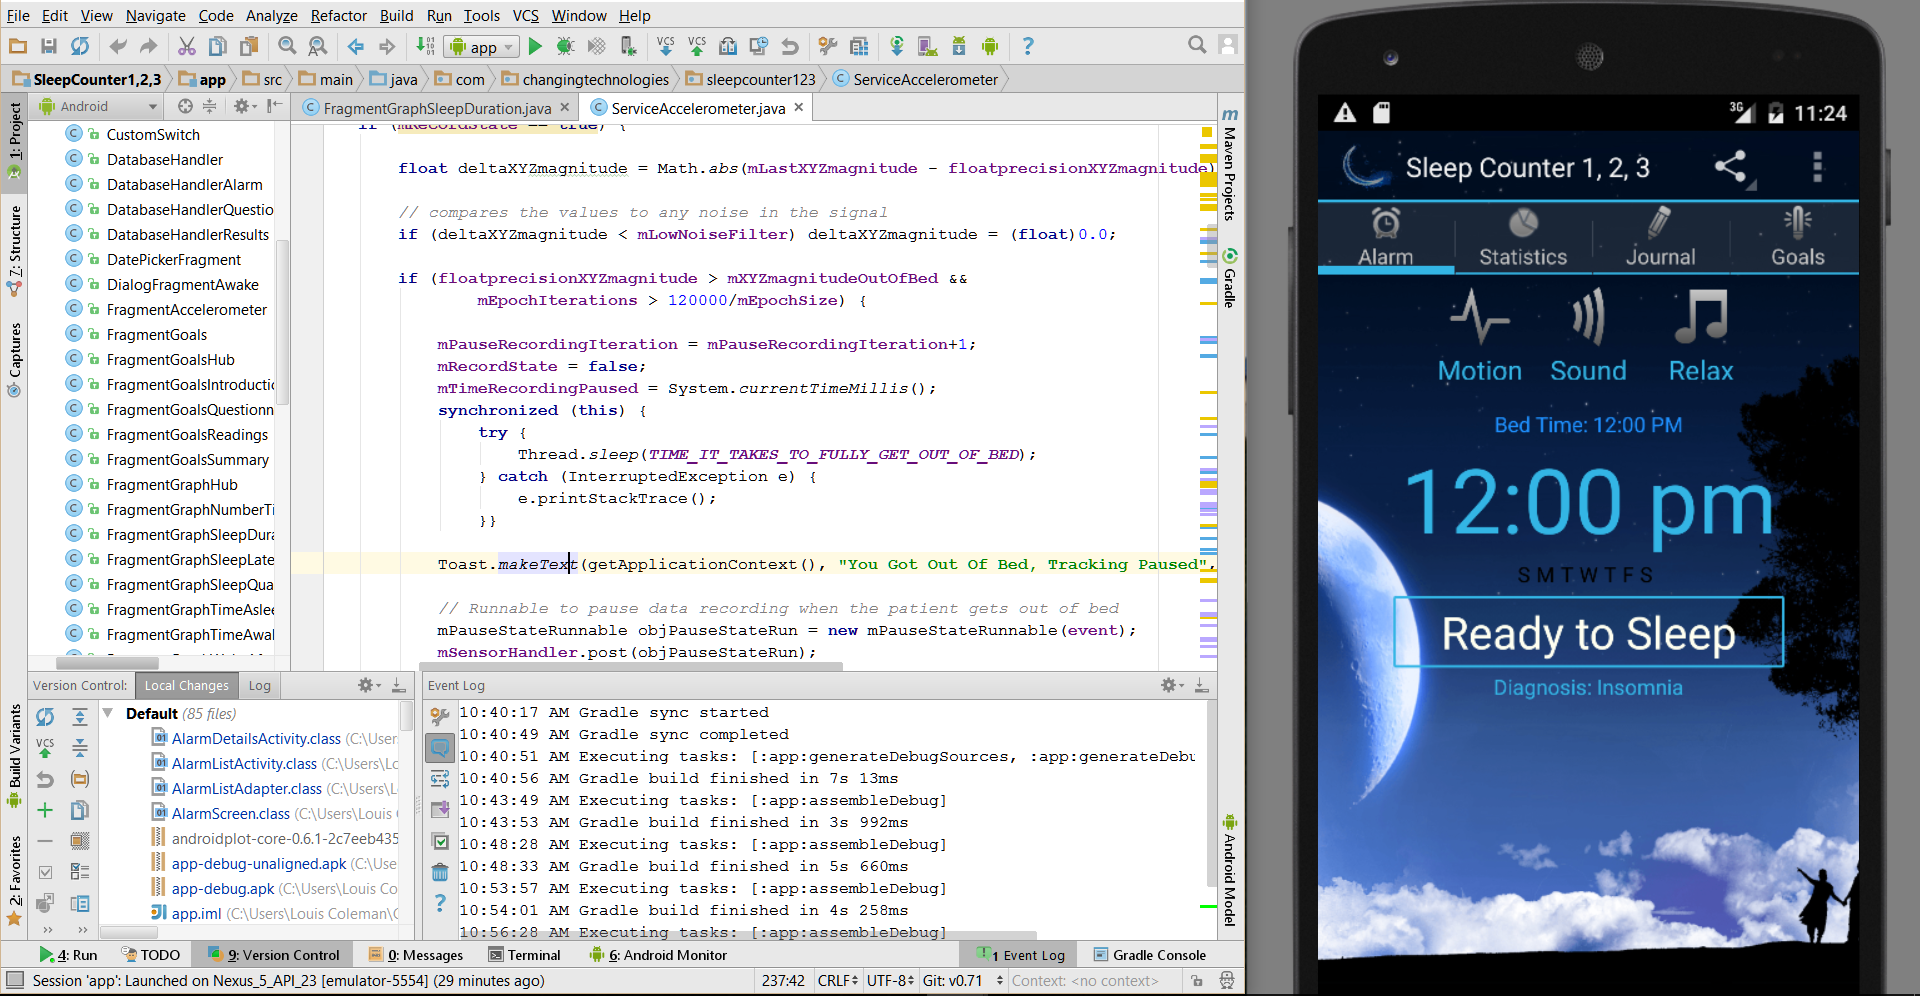 File Edit View Navigate Code Analyze Refactor Build Run Tools VCS Window Help
app
SleepCounter1,2,3 app src main java com changingtechnologies sleepcounter123 ServiceAccelerometer
1: Project
7: Structure
Captures
Build Variants
2: Favorites
Android
CustomSwitch
DatabaseHandler
DatabaseHandlerAlarm
DatabaseHandlerQuestio
DatabaseHandlerResults
DatePickerFragment
DialogFragmentAwake
FragmentAccelerometer
FragmentGoals
FragmentGoalsHub
FragmentGoalsIntroductic
FragmentGoalsQuestionn
FragmentGoalsReadings
FragmentGoalsSummary
FragmentGraphHub
FragmentGraphNumberTi
FragmentGraphSleepDura
FragmentGraphSleepLate
FragmentGraphSleepQua
FragmentGraphTimeAslee
FragmentGraphTimeAwal
FragmentGraphSleepDuration.java ServiceAccelerometer.java
if (mRecordState == true) {
float deltaXYZmagnitude = Math.abs(mLastXYZmagnitude - floatprecisionXYZmagnitude)
// compares the values to any noise in the signal
if (deltaXYZmagnitude < mLowNoiseFilter) deltaXYZmagnitude = (float)0.0;
if (floatprecisionXYZmagnitude > mXYZmagnitudeOutOfBed &&
mEpochIterations > 120000/mEpochSize) {
mPauseRecordingIteration = mPauseRecordingIteration+1;
mRecordState = false;
mTimeRecordingPaused = System.currentTimeMillis();
synchronized (this) {
try {
Thread.sleep(TIME_IT_TAKES_TO_FULLY_GET_OUT_OF_BED);
} catch (InterruptedException e) {
e.printStackTrace();
}}
Toast.makeText(getApplicationContext(), "You Got Out Of Bed, Tracking Paused",
// Runnable to pause data recording when the patient gets out of bed
mPauseStateRunnable objPauseStateRun = new mPauseStateRunnable(event);
mSensorHandler.post(objPauseStateRun);
m Maven Projects
Gradle
Android Model
Version Control: Local Changes Log
VCS
Default (85 files)
AlarmDetailsActivity.class (C:\User
AlarmListActivity.class (C:\Users\Lo
AlarmListAdapter.class (C:\Users\L
AlarmScreen.class (C:\Users\Louis
androidplot-core-0.6.1-2c7eeb435
app-debug-unaligned.apk (C:\Use
app-debug.apk (C:\Users\Louis Co
app.iml (C:\Users\Louis Coleman\
Event Log
10:40:17 AM Gradle sync started
10:40:49 AM Gradle sync completed
10:40:51 AM Executing tasks: [:app:generateDebugSources, :app:generateDebu
10:40:56 AM Gradle build finished in 7s 13ms
10:43:49 AM Executing tasks: [:app:assembleDebug]
10:43:53 AM Gradle build finished in 3s 992ms
10:48:28 AM Executing tasks: [:app:assembleDebug]
10:48:33 AM Gradle build finished in 5s 660ms
10:53:57 AM Executing tasks: [:app:assembleDebug]
10:54:01 AM Gradle build finished in 4s 258ms
10:56:28 AM Executing tasks: [:app:assembleDebug]
4: Run TODO 9: Version Control 0: Messages Terminal 6: Android Monitor 1 Event Log Gradle Console
Session 'app': Launched on Nexus_5_API_23 [emulator-5554] (29 minutes ago) 237:42 CRLF UTF-8 Git: v0.71 Context: <no context>
3G 11:24
Sleep Counter 1, 2, 3
Alarm Statistics Journal Goals
Motion Sound Relax
Bed Time: 12:00 PM
12:00 pm
S M T W T F S
Ready to Sleep
Diagnosis: Insomnia